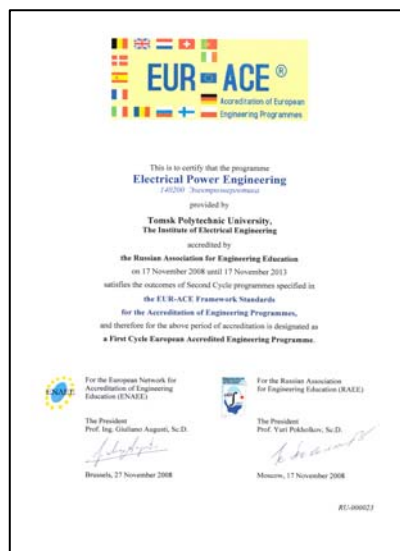 EUR ACE ®
Accreditation of European
Engineering Programmes
This is to certify that the programme
Electrical Power Engineering
140200 Электроэнергетика
provided by
Tomsk Polytechnic University,
The Institute of Electrical Engineering
accredited by
the Russian Association for Engineering Education
on 17 November 2008 until 17 November 2013
satisfies the outcomes of Second Cycle programmes specified in
the EUR-ACE Framework Standards
for the Accreditation of Engineering Programmes,
and therefore for the above period of accreditation is designated as
a First Cycle European Accredited Engineering Programme.
ENAEE
For the European Network for
Accreditation of Engineering
Education (ENAEE)
The President
Prof. Ing. Giuliano Augusti, Sc.D.
Brussels, 27 November 2008
For the Russian Association
for Engineering Education (RAEE)
The President
Prof. Yuri Pokholkov, Sc.D.
Moscow, 17 November 2008
RU-000023